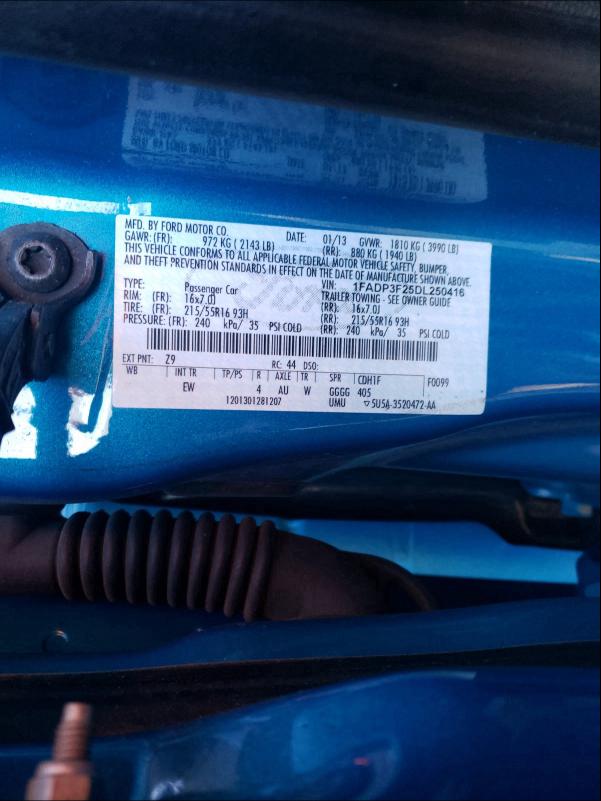 MFD. BY FORD MOTOR CO. DATE: 01/13 GVWR: 1810 KG ( 3990 LB)
GAWR: (FR): 972 KG ( 2143 LB) (RR): 880 KG ( 1940 LB)
THIS VEHICLE CONFORMS TO ALL APPLICABLE FEDERAL MOTOR VEHICLE SAFETY, BUMPER,
AND THEFT PREVENTION STANDARDS IN EFFECT ON THE DATE OF MANUFACTURE SHOWN ABOVE.
VIN: 1FADP3F25DL250416
TYPE: Passenger Car TRAILER TOWING - SEE OWNER GUIDE
RIM: (FR) 16x7.0J (RR) 16x7.0J
TIRE: (FR) 215/55R16 93H (RR) 215/55R16 93H
PRESSURE: (FR) 240 kPa/ 35 PSI COLD (RR) 240 kPa/ 35 PSI COLD
EXT PNT: Z9 RC: 44 DSO:
WB INT TR TP/PS R AXLE TR SPR CDH1F F0099
EW 4 AU W GGGG 405
1201301281207 UMU ▽5U5A-3520472-AA